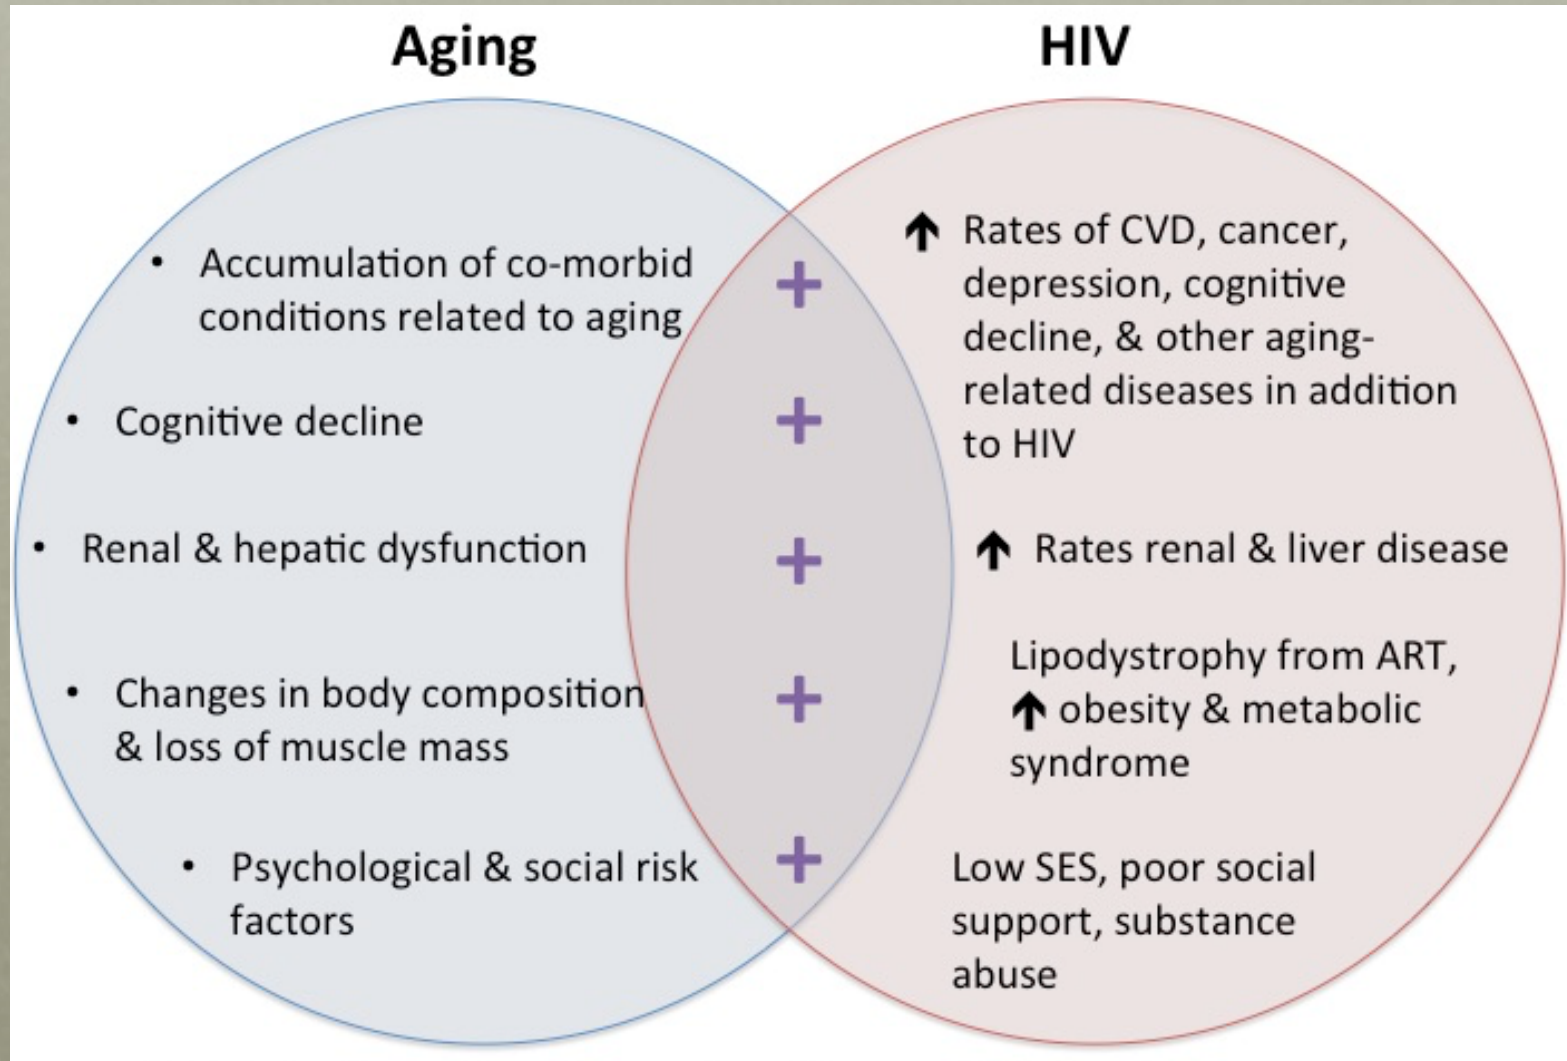 Aging
HIV
• Accumulation of co-morbid
conditions related to aging
• Cognitive decline
• Renal & hepatic dysfunction
• Changes in body composition
& loss of muscle mass
• Psychological & social risk
factors
+
+
+
+
+
↑ Rates of CVD, cancer,
depression, cognitive
decline, & other aging-
related diseases in addition
to HIV
↑ Rates renal & liver disease
Lipodystrophy from ART,
↑ obesity & metabolic
syndrome
Low SES, poor social
support, substance
abuse